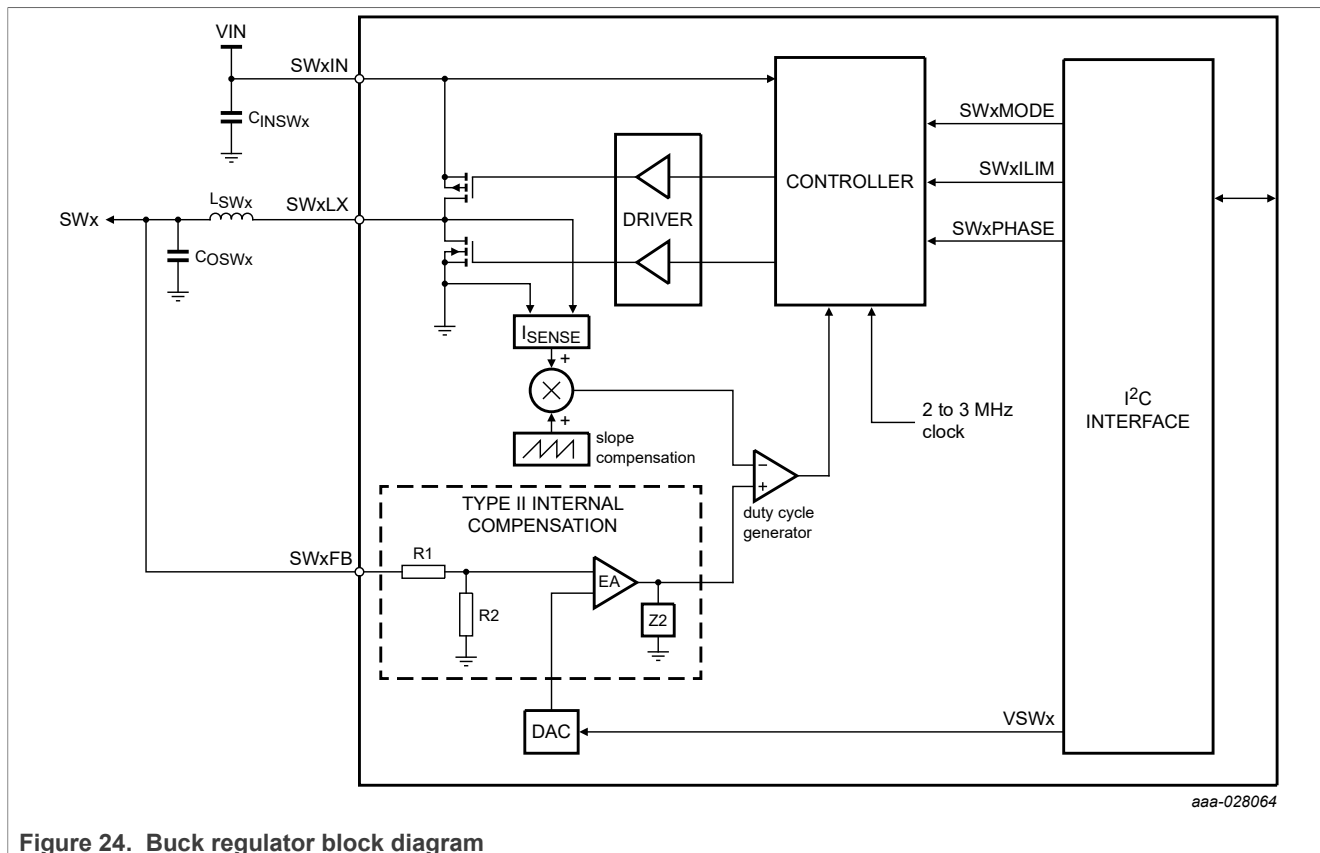 VIN
SWxIN
CINSWx
LSWx
SWxLX
SWx
COSWx
DRIVER
CONTROLLER
SWxMODE
SWxILIM
SWxPHASE
I2C
INTERFACE
ISENSE
+
+
slope
compensation
2 to 3 MHz
clock
−
+
duty cycle
generator
TYPE II INTERNAL
COMPENSATION
SWxFB
R1
R2
EA
Z2
DAC
VSWx
aaa-028064
Figure 24. Buck regulator block diagram